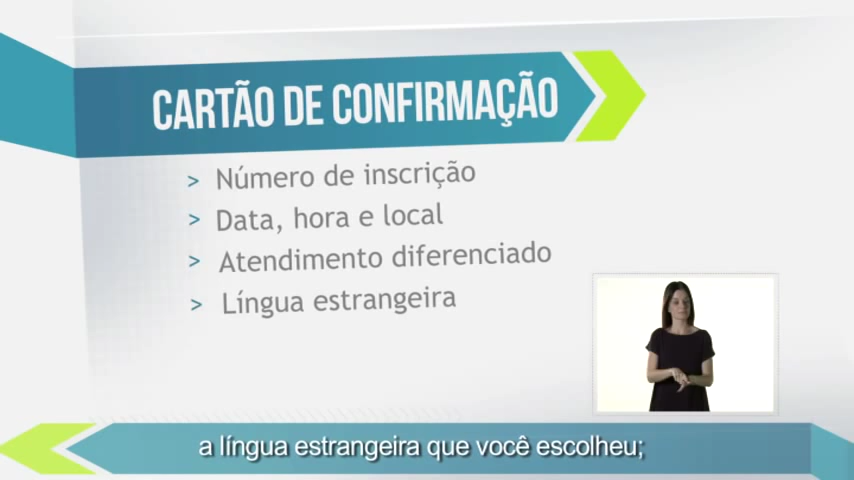 CARTÃO DE CONFIRMAÇÃO
> Número de inscrição
> Data, hora e local
> Atendimento diferenciado
> Língua estrangeira
a língua estrangeira que você escolheu;